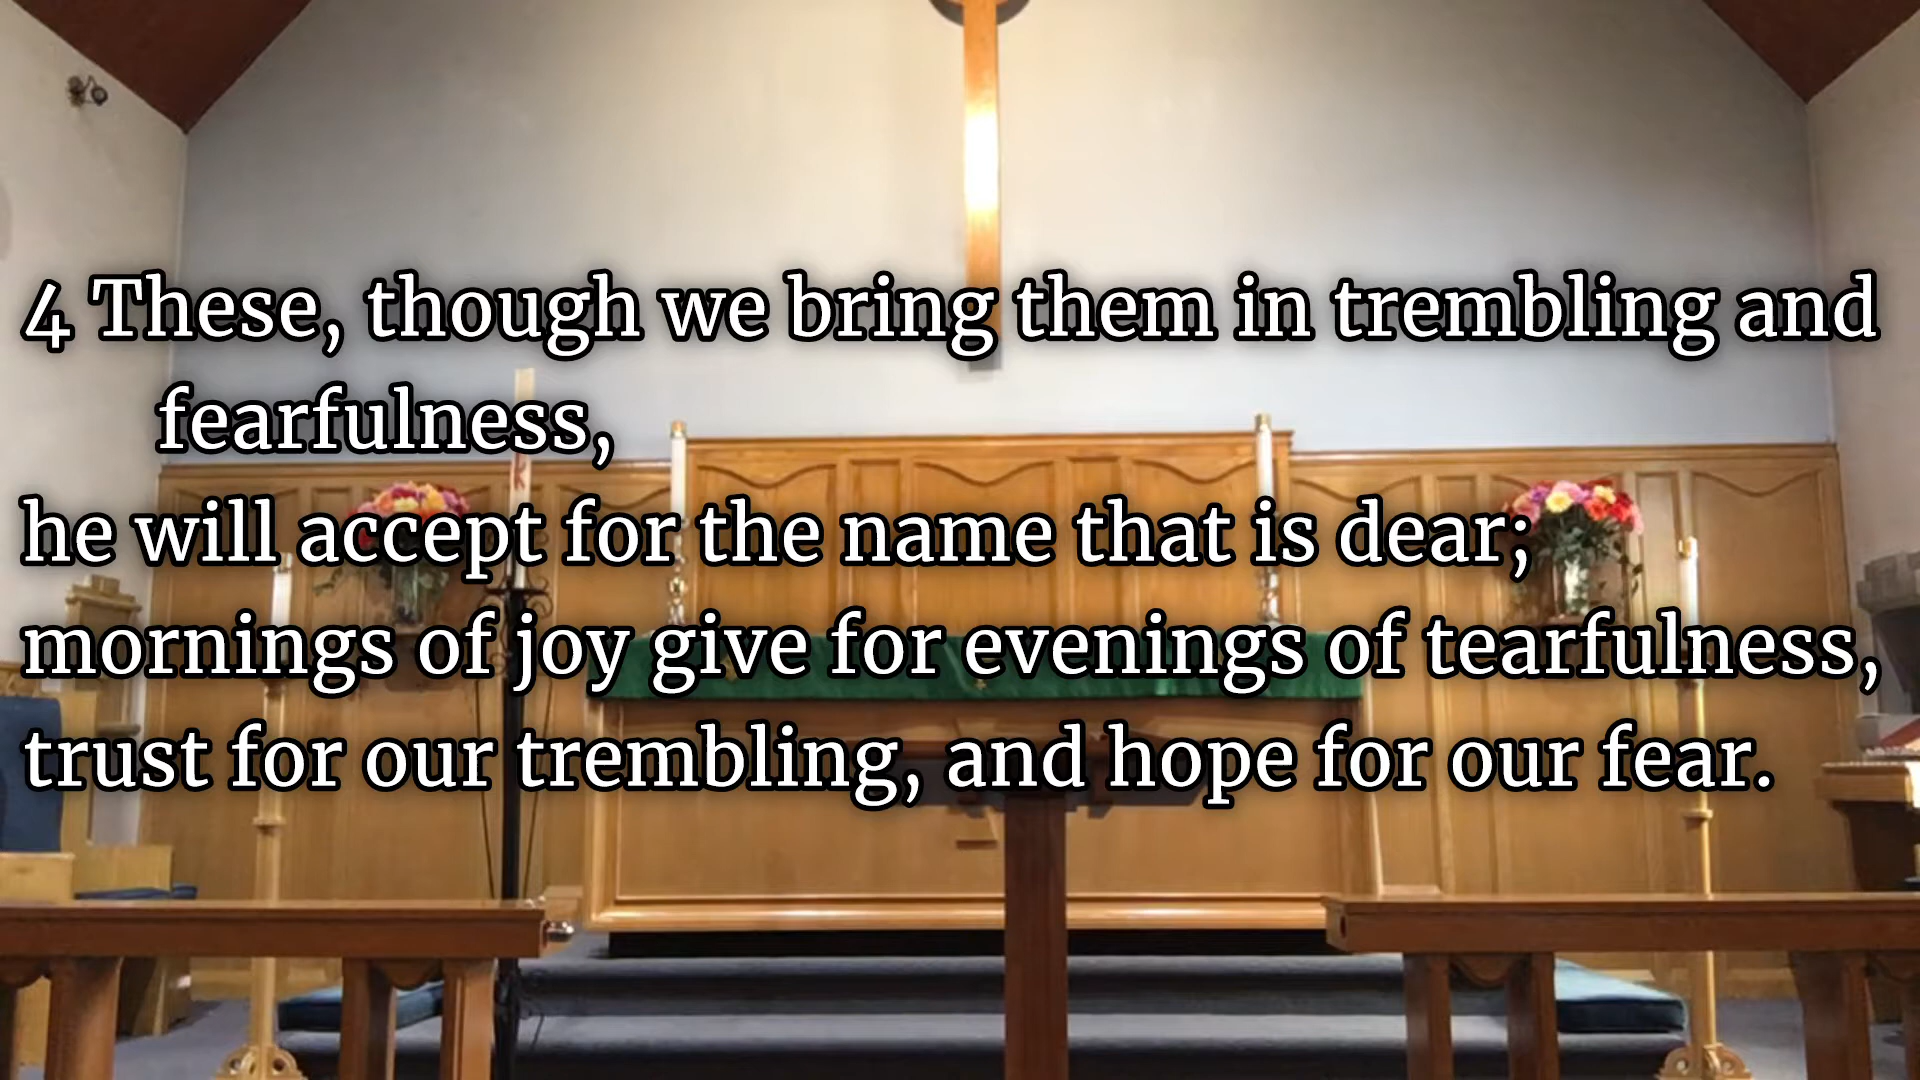 4 These, though we bring them in trembling and
fearfulness,
he will accept for the name that is dear;
mornings of joy give for evenings of tearfulness,
trust for our trembling, and hope for our fear.